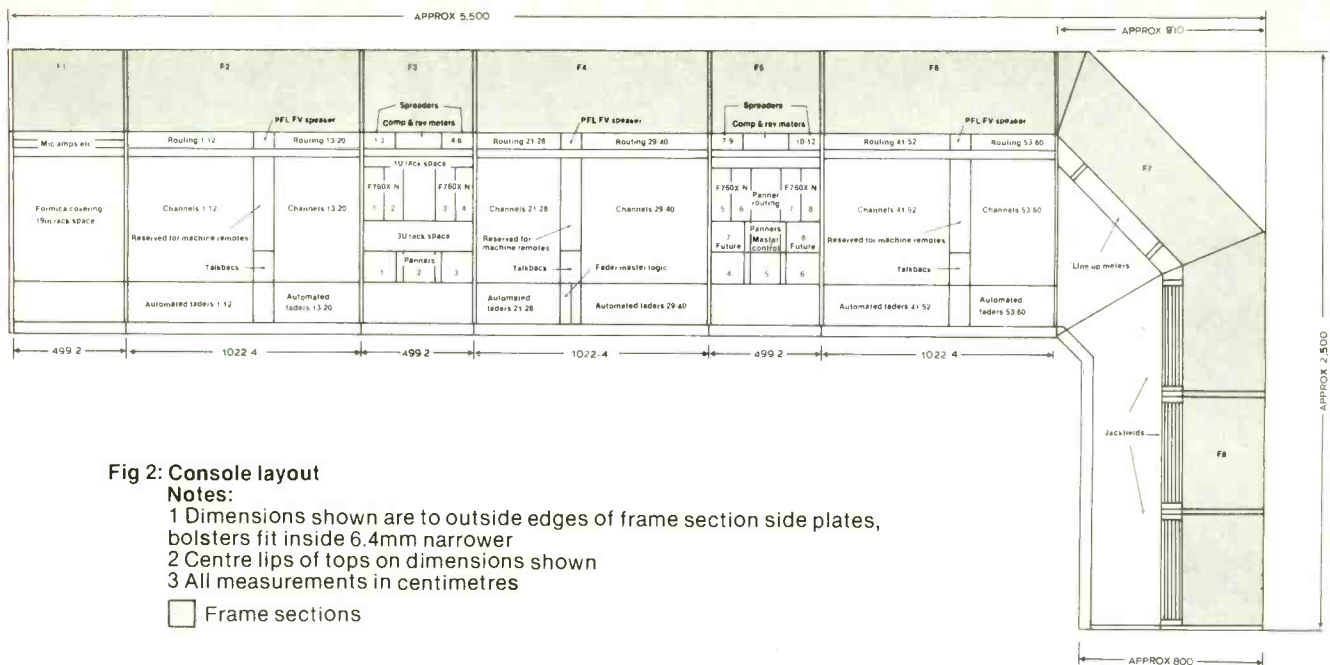 APPROX 5,500
APPROX 910
F1
F2
F3
F4
F5
F6
F7
Spreaders
Comp & rev meters
Spreaders
Comp & rev meters
PFL FV speaker
PFL FV speaker
PFL FV speaker
Mic amps etc
Routing 1-12
Routing 13-20
1-3
4-6
Routing 21-28
Routing 29-40
7-9
10-12
Routing 41-52
Routing 53-60
1U rack space
F760X-N
F760X-N
1 2
3 4
F760X-N
F760X-N
Panner
routing
5 6
7 8
Formica covering
19in rack space
Channels 1-12
Channels 13-20
Channels 21-28
Channels 29-40
Channels 41-52
Channels 53-60
Reserved for machine remotes
3U rack space
Reserved for
machine remotes
7
Future
Panners
Master
control
8
Future
Reserved for machine remotes
Talkback
Panners
1 2 3
Talkback
Fader master logic
4 5 6
Talkback
Line up meters
Automated faders 1-12
Automated
faders 13-20
Automated
faders 21-28
Automated faders 29-40
Automated faders 41-52
Automated
faders 53-60
499.2
1022.4
499.2
1022.4
499.2
1022.4
APPROX 2,500
Jackfields
F8
APPROX 800
Fig 2: Console layout
Notes:
1 Dimensions shown are to outside edges of frame section side plates,
bolsters fit inside 6.4mm narrower
2 Centre lips of tops on dimensions shown
3 All measurements in centimetres
Frame sections